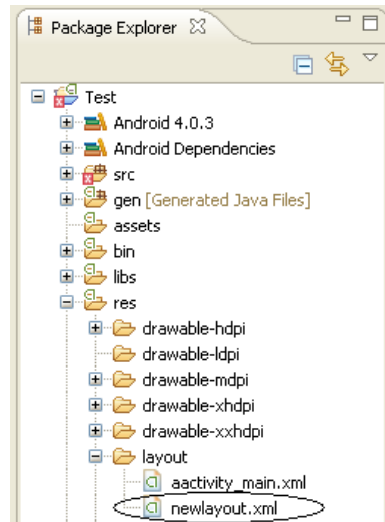 Package Explorer
Test
Android 4.0.3
Android Dependencies
src
gen [Generated Java Files]
assets
bin
libs
res
drawable-hdpi
drawable-ldpi
drawable-mdpi
drawable-xhdpi
drawable-xxhdpi
layout
aactivity_main.xml
newlayout.xml